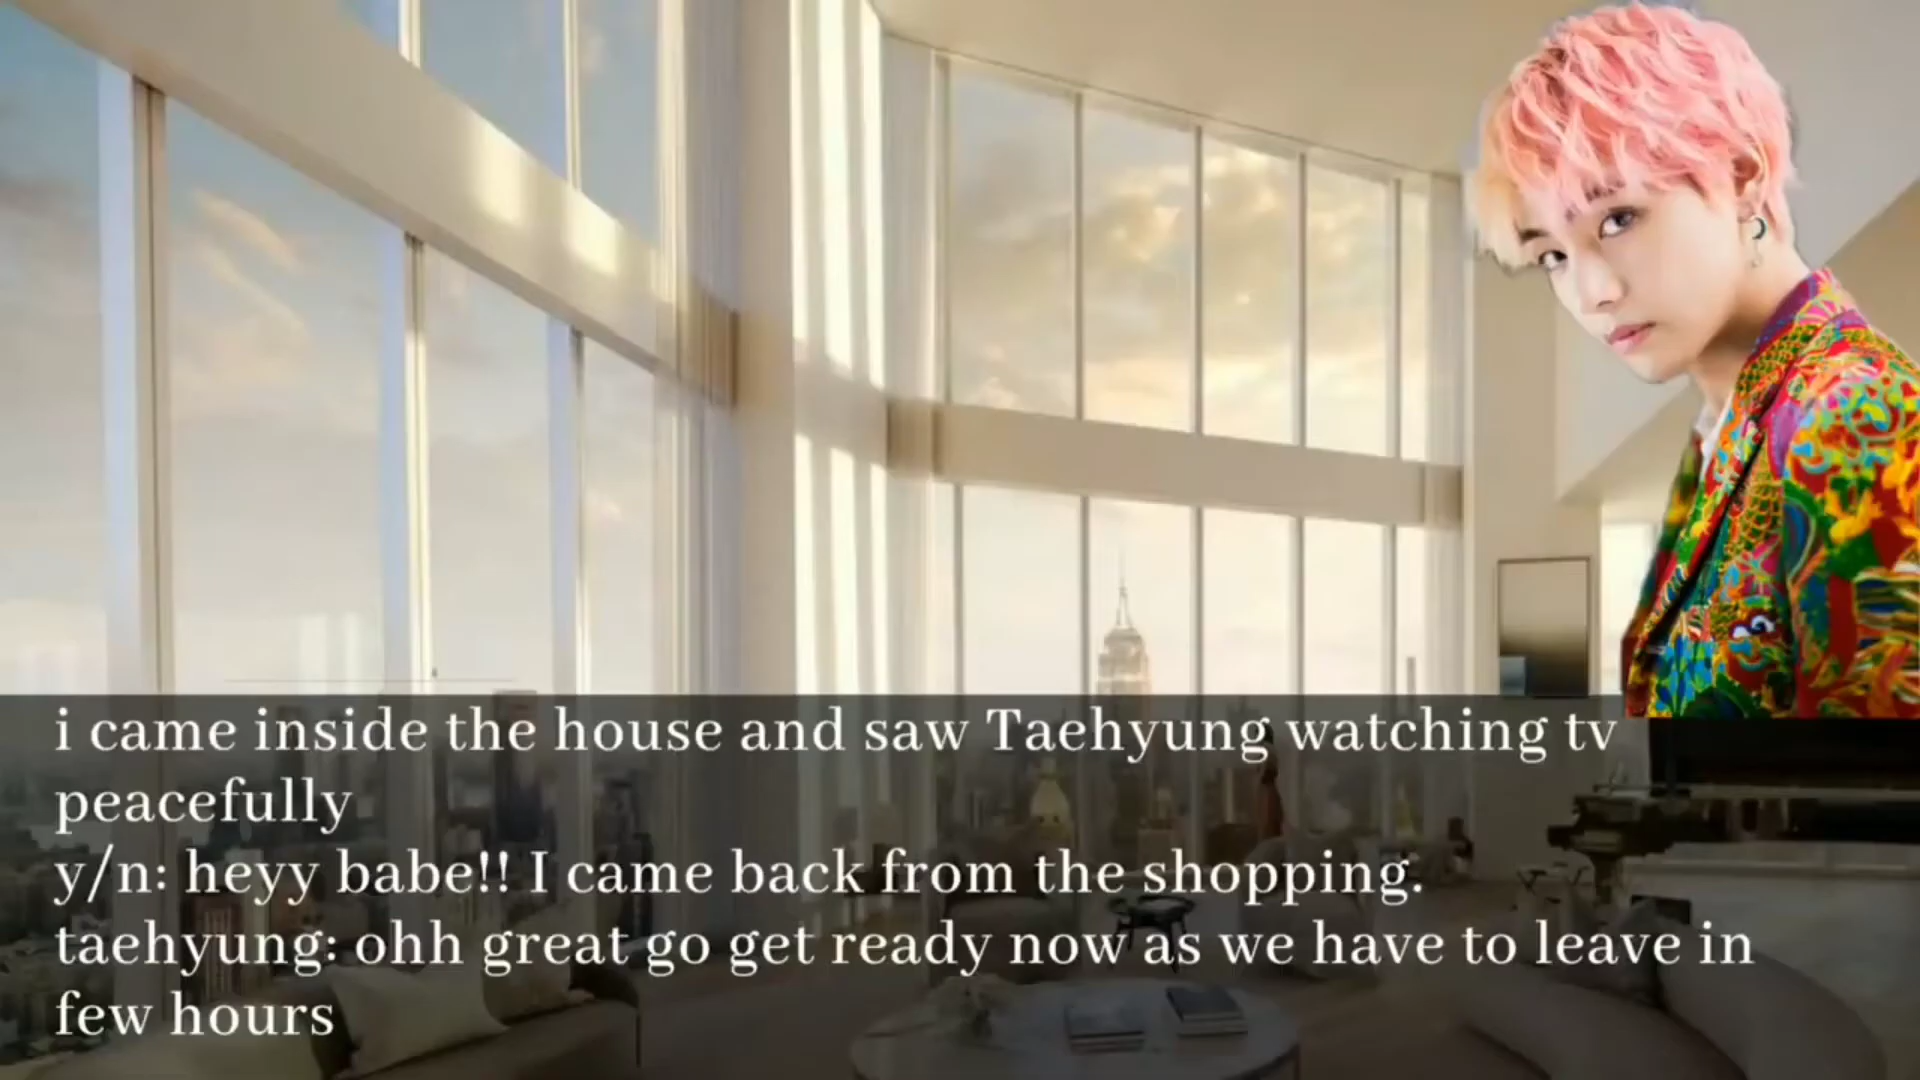 i came inside the house and saw Taehyung watching tv
peacefully
y/n: heyy babe!! I came back from the shopping.
taehyung: ohh great go get ready now as we have to leave in
few hours